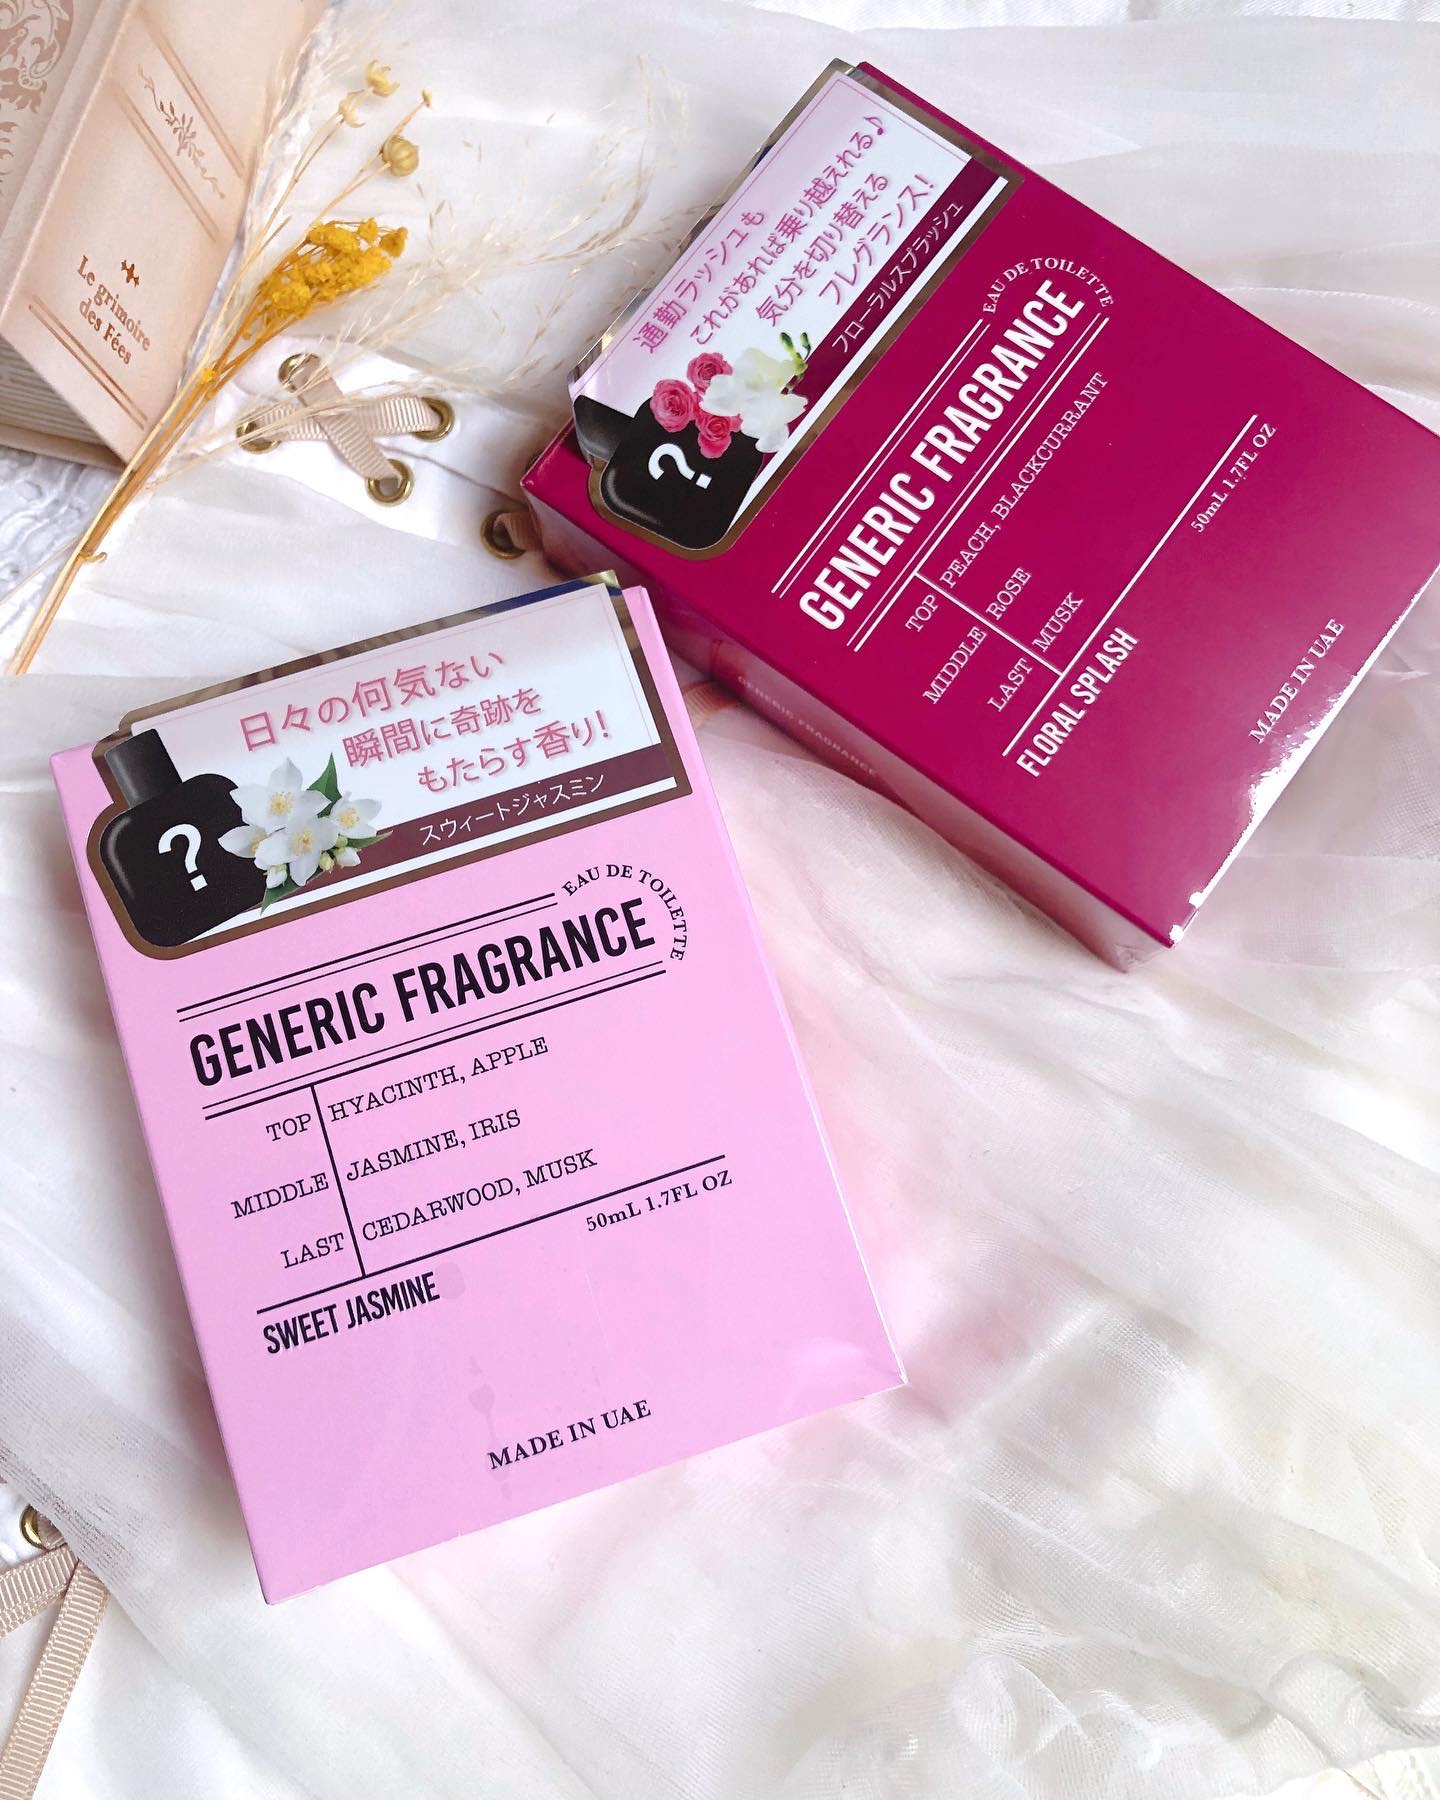 Le grimoire
des Fées
通勤ラッシュも
これがあれば乗り越えれる♪
気分を切り替える
フレグランス!
フローラルスプラッシュ
?
EAU DE TOILETTE
GENERIC FRAGRANCE
TOP PEACH, BLACKCURRANT
MIDDLE ROSE
LAST MUSK
50mL 1.7FL OZ
FLORAL SPLASH
MADE IN UAE
GENERIC FRAGRANCE
日々の何気ない
瞬間に奇跡を
もたらす香り!
スウィートジャスミン
?
EAU DE TOILETTE
GENERIC FRAGRANCE
TOP HYACINTH, APPLE
MIDDLE JASMINE, IRIS
LAST CEDARWOOD, MUSK
50mL 1.7FL OZ
SWEET JASMINE
MADE IN UAE